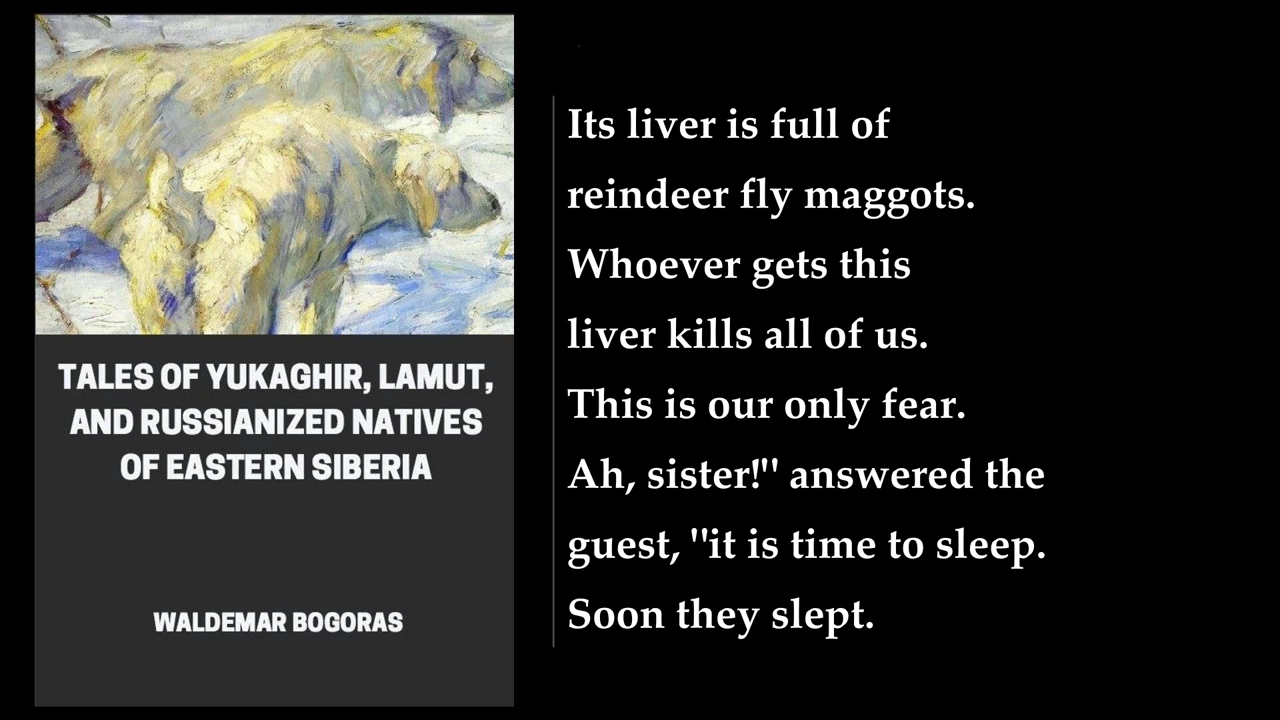 TALES OF YUKAGHIR, LAMUT,
AND RUSSIANIZED NATIVES
OF EASTERN SIBERIA
WALDEMAR BOGORAS
Its liver is full of
reindeer fly maggots.
Whoever gets this
liver kills all of us.
This is our only fear.
Ah, sister!" answered the
guest, "it is time to sleep.
Soon they slept.